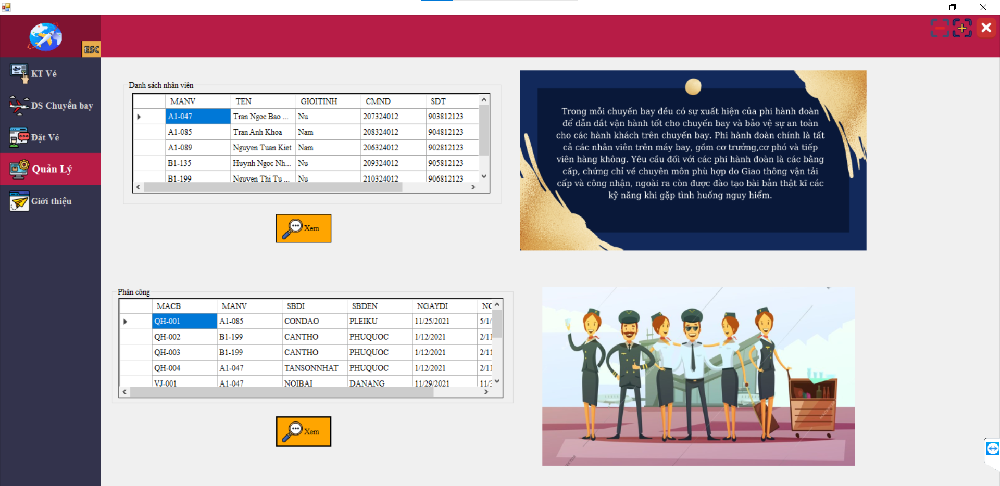 ESC
KT Vé
DS Chuyến bay
Đặt Vé
Quản Lý
Giới thiệu
Danh sách nhân viên
MANV TEN GIOITINH CMND SDT
A1-047 Tran Ngoc Bao ... Nu 207324012 903812123
A1-085 Tran Anh Khoa Nam 208324012 904812123
A1-089 Nguyen Tuan Kiet Nam 206324012 902812123
B1-135 Huynh Ngoc Nh... Nu 209324012 905812123
B1-199 Nguyen Thi Tu ... Nu 210324012 906812123
Xem
Trong mỗi chuyến bay đều có sự xuất hiện của phi hành đoàn
để dẫn dắt vận hành tốt cho chuyến bay và bảo vệ sự an toàn
cho các hành khách trên chuyến bay. Phi hành đoàn chính là tất
cả các nhân viên trên máy bay, gồm cơ trưởng,cơ phó và tiếp
viên hàng không. Yêu cầu đối với các phi hành đoàn là các bằng
cấp, chứng chỉ về chuyên môn phù hợp do Giao thông vận tải
cấp và công nhận, ngoài ra còn được đào tạo bài bản thật kĩ các
kỹ năng khi gặp tình huống nguy hiểm.
Phân công
MACB MANV SBDI SBDEN NGAYDI
QH-001 A1-085 CONDAO PLEIKU 11/25/2021 5/1/
QH-002 B1-199 CANTHO PHUQUOC 1/12/2021 2/11
QH-003 B1-199 CANTHO PHUQUOC 1/12/2021 2/11
QH-004 A1-047 TANSONNHAT PHUQUOC 1/12/2021 2/11
VJ-001 A1-047 NOIBAI DANANG 11/29/2021
Xem